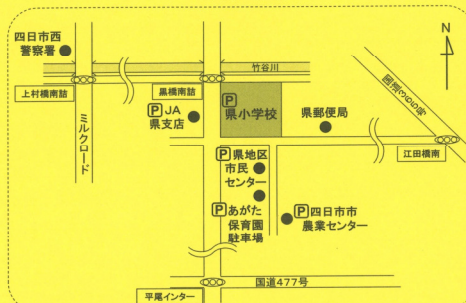 四日市西
警察署
N
竹谷川
上村橋南詰
黒橋南詰
国道365号
P JA
県支店
P
県小学校
県郵便局
ミルクロード
江田橋南
P 県地区
市民
センター
P あがた
保育園
駐車場
P 四日市市
農業センター
国道477号
平尾インター